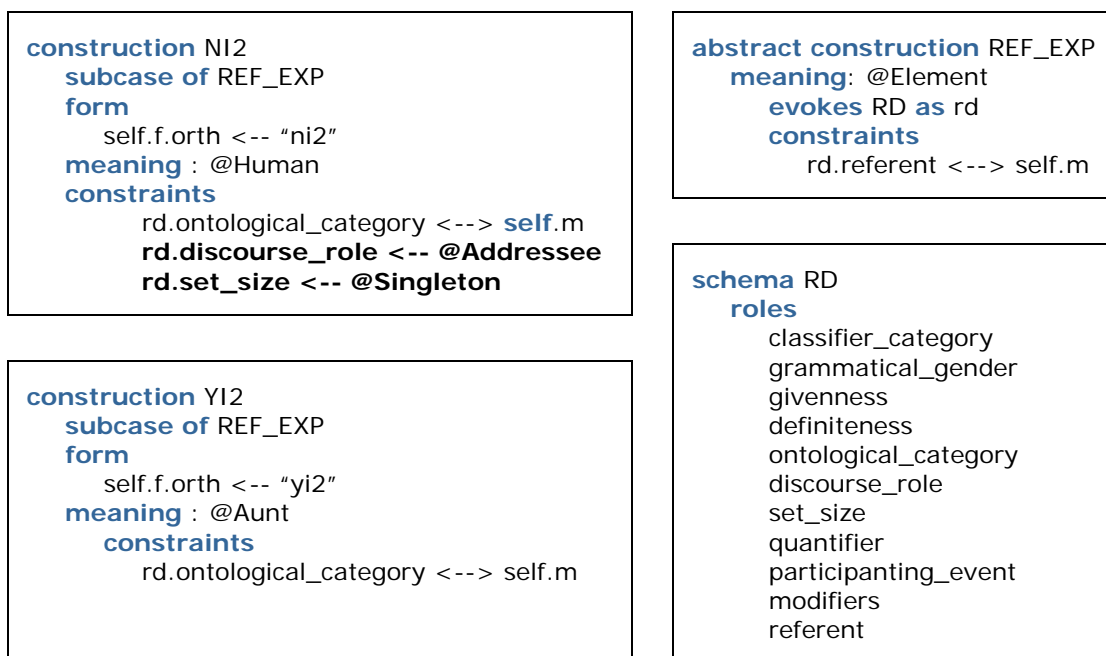 construction NI2
subcase of REF_EXP
form
self.f.orth <-- “ni2”
meaning : @Human
constraints
rd.ontological_category <--> self.m
rd.discourse_role <-- @Addressee
rd.set_size <-- @Singleton
construction YI2
subcase of REF_EXP
form
self.f.orth <-- “yi2”
meaning : @Aunt
constraints
rd.ontological_category <--> self.m
abstract construction REF_EXP
meaning: @Element
evokes RD as rd
constraints
rd.referent <--> self.m
schema RD
roles
classifier_category
grammatical_gender
givenness
definiteness
ontological_category
discourse_role
set_size
quantifier
participanting_event
modifiers
referent